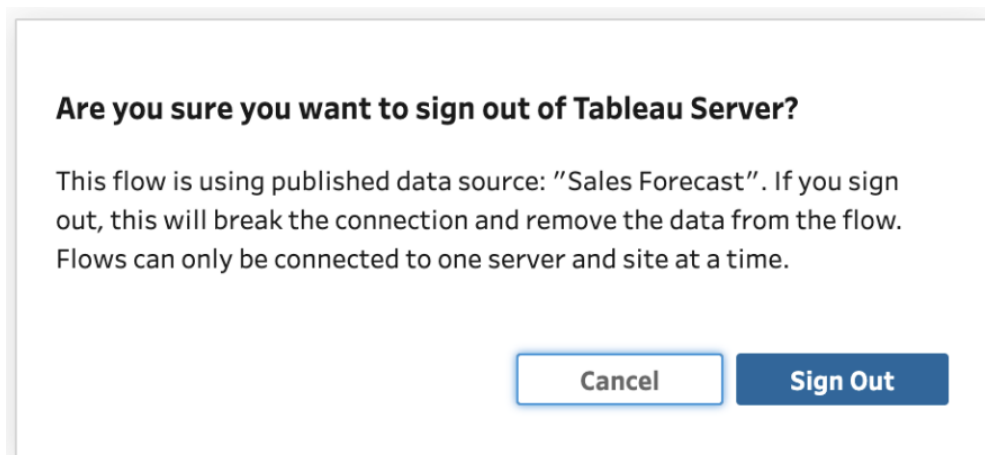 Are you sure you want to sign out of Tableau Server?
This flow is using published data source: "Sales Forecast". If you sign
out, this will break the connection and remove the data from the flow.
Flows can only be connected to one server and site at a time.
Cancel Sign Out